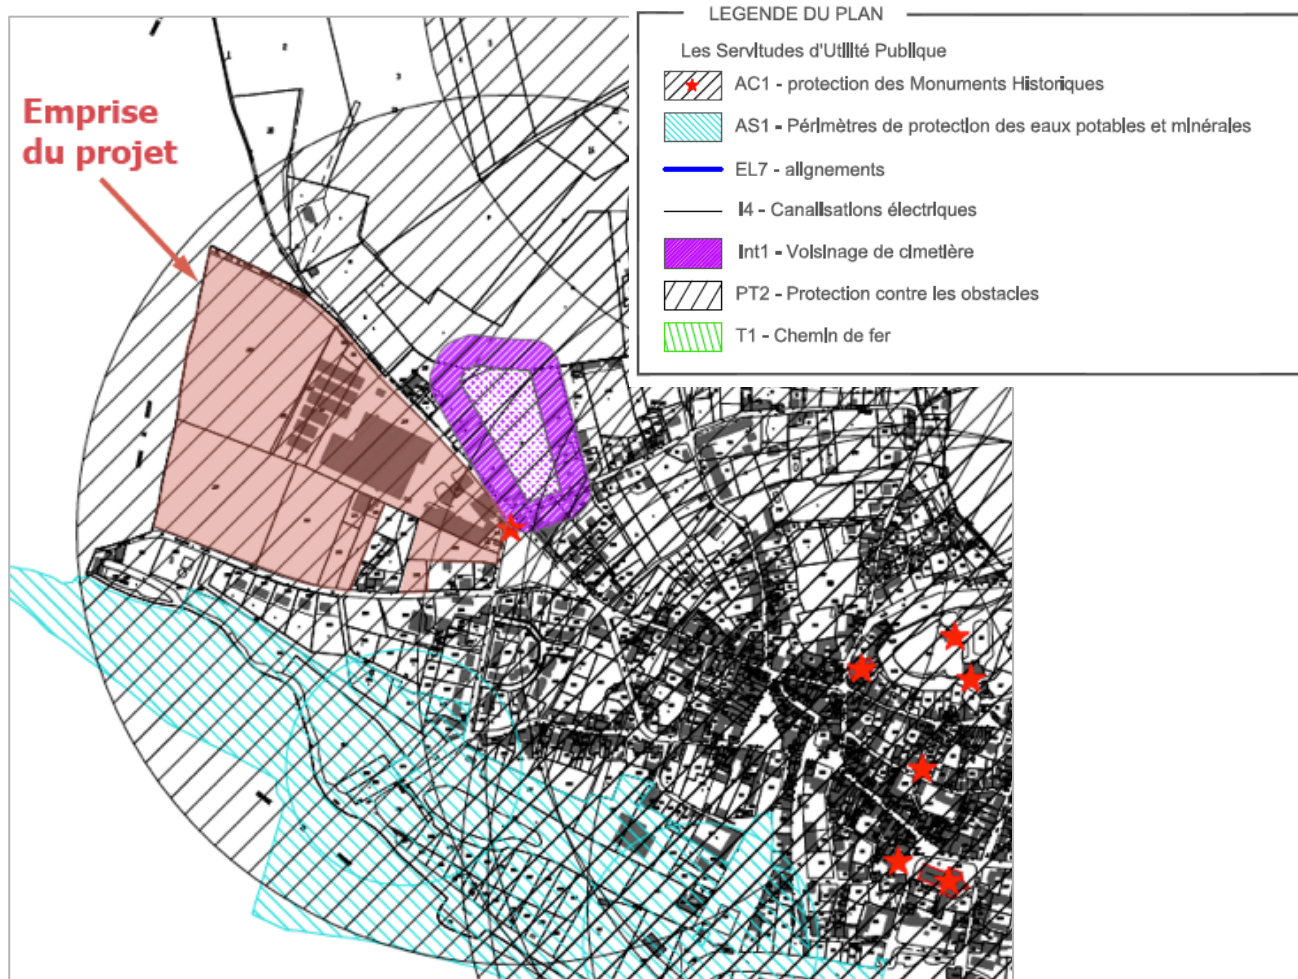 LEGENDE DU PLAN
Les Servitudes d'Utilité Publique
AC1 - protection des Monuments Historiques
AS1 - Périmètres de protection des eaux potables et minérales
EL7 - alignements
I4 - Canalisations électriques
Int1 - Voisinage de cimetière
PT2 - Protection contre les obstacles
T1 - Chemin de fer
Emprise
du projet